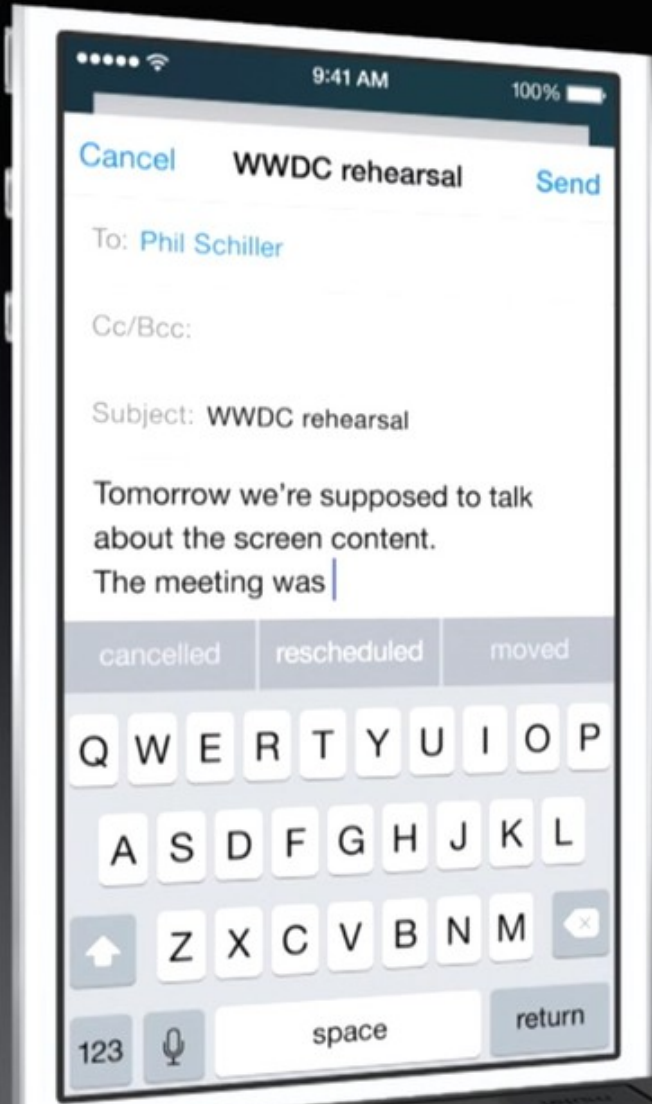 9:41 AM 100%
Cancel WWDC rehearsal Send
To: Phil Schiller
Cc/Bcc:
Subject: WWDC rehearsal
Tomorrow we're supposed to talk
about the screen content.
The meeting was
cancelled rescheduled moved
Q W E R T Y U I O P
A S D F G H J K L
Z X C V B N M
123 space return